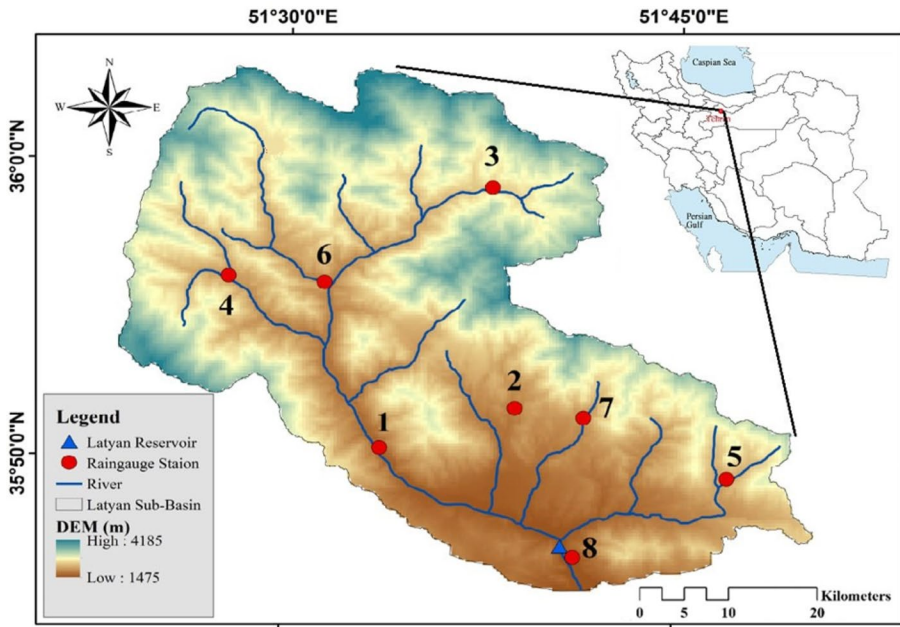 51°30'0"E 51°45'0"E
N
W E
S
Caspian Sea
Tehran
Persian
Gulf
36°0'0"N
35°50'0"N
3
6
4
2
7
1
5
8
Legend
Latyan Reservoir
Raingauge Staion
River
Latyan Sub-Basin
DEM (m)
High : 4185
Low : 1475
Kilometers
0 5 10 20